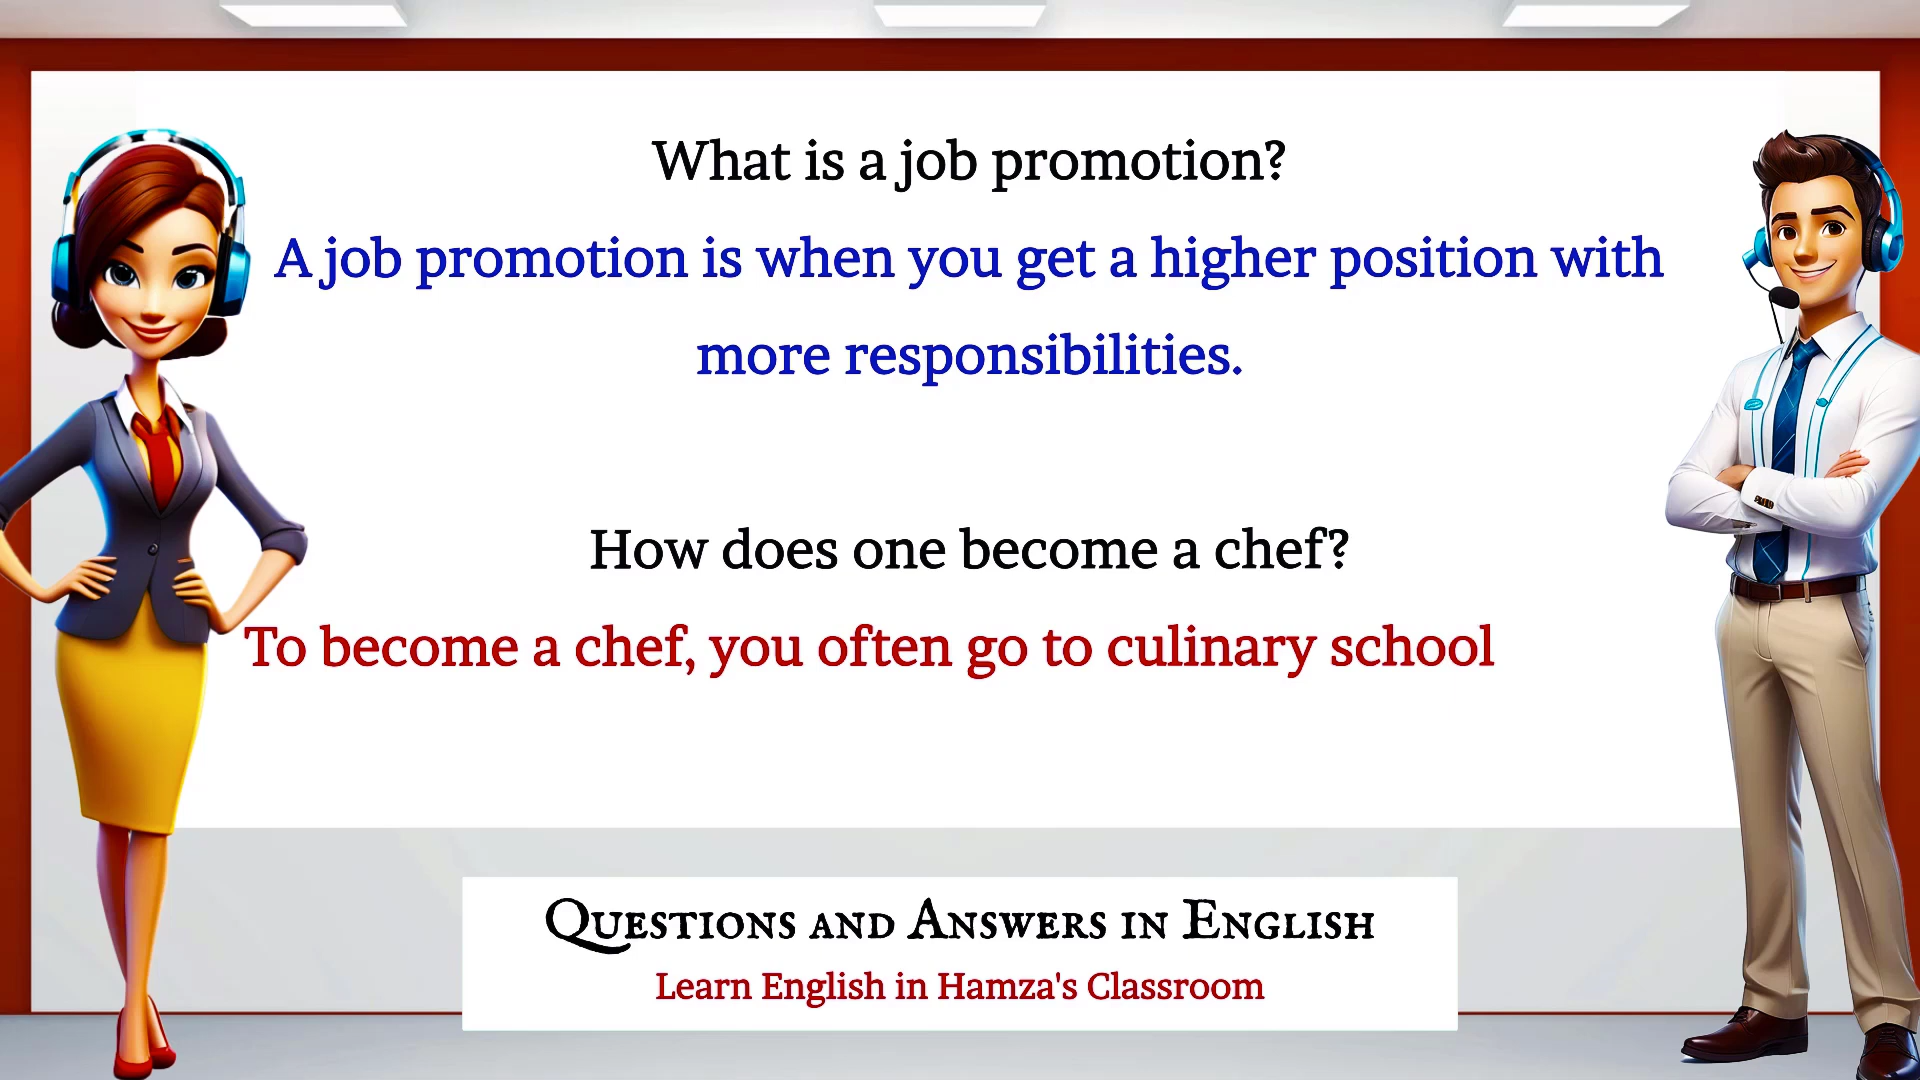 What is a job promotion?
A job promotion is when you get a higher position with
more responsibilities.
How does one become a chef?
To become a chef, you often go to culinary school
Questions and Answers in English
Learn English in Hamza's Classroom